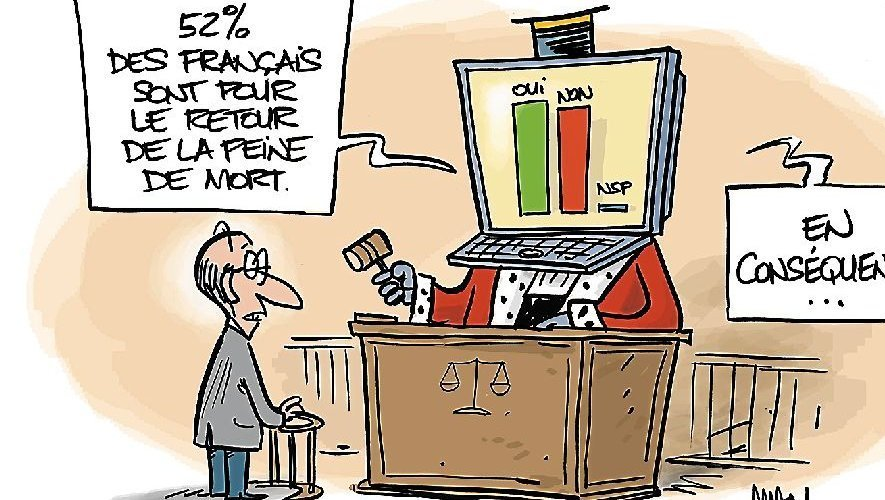 52%
DES FRANÇAIS
SONT POUR
LE RETOUR
DE LA PEINE
DE MORT.
OUI
NON
NSP
EN
CONSÉQUEN
...